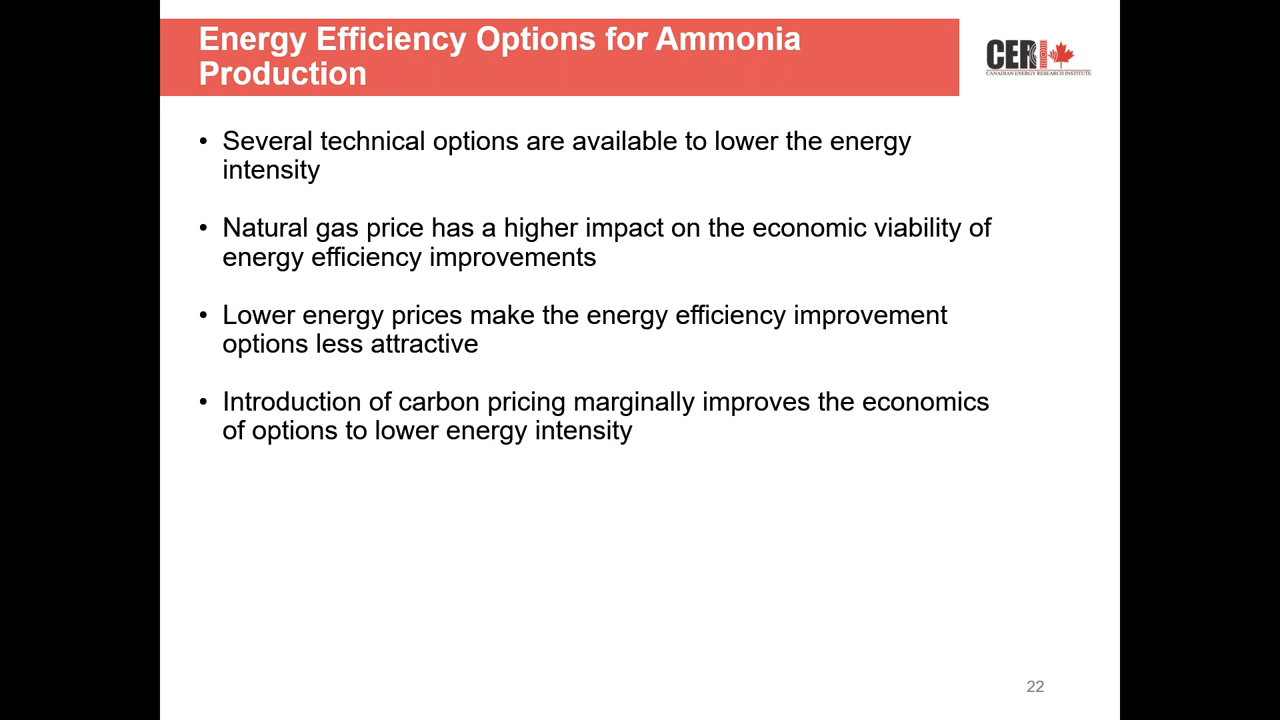 Energy Efficiency Options for Ammonia
Production
CERI
CANADIAN ENERGY RESEARCH INSTITUTE
• Several technical options are available to lower the energy
intensity
• Natural gas price has a higher impact on the economic viability of
energy efficiency improvements
• Lower energy prices make the energy efficiency improvement
options less attractive
• Introduction of carbon pricing marginally improves the economics
of options to lower energy intensity
22